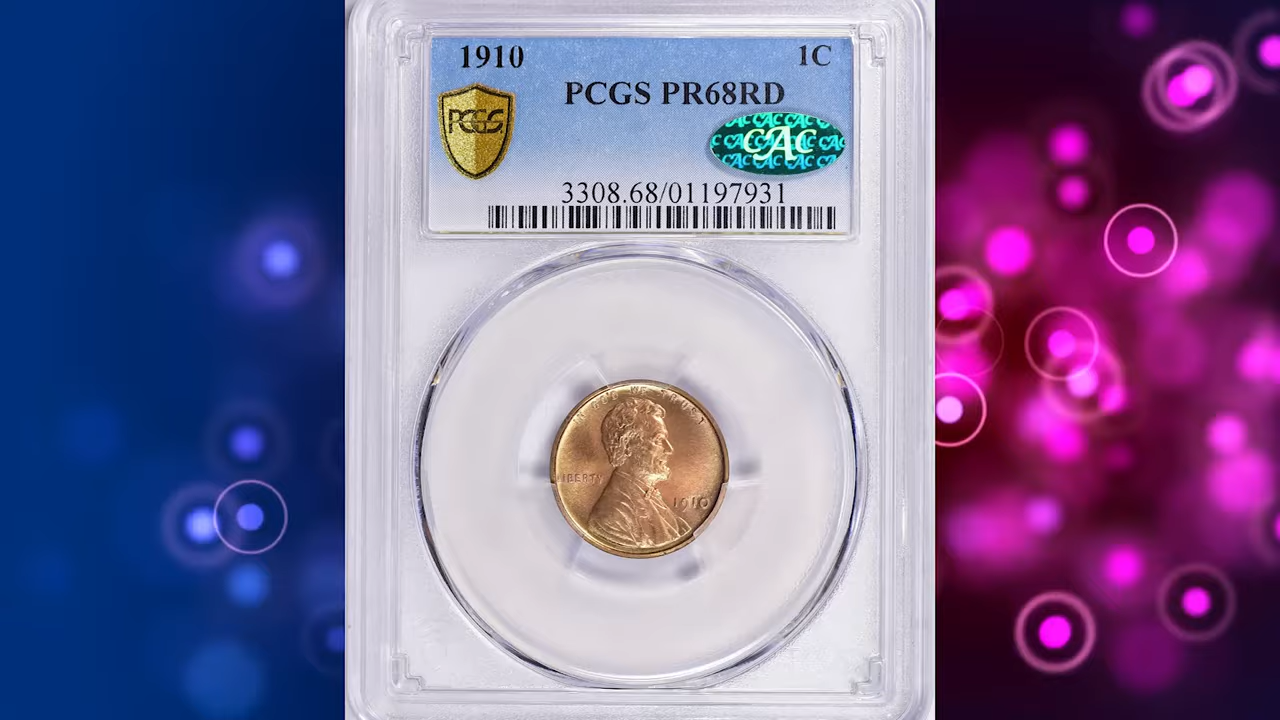 1910 1C
PCGS PR68RD
PCGS
CAC
3308.68/01197931
IN GOD WE TRUST
LIBERTY
1910